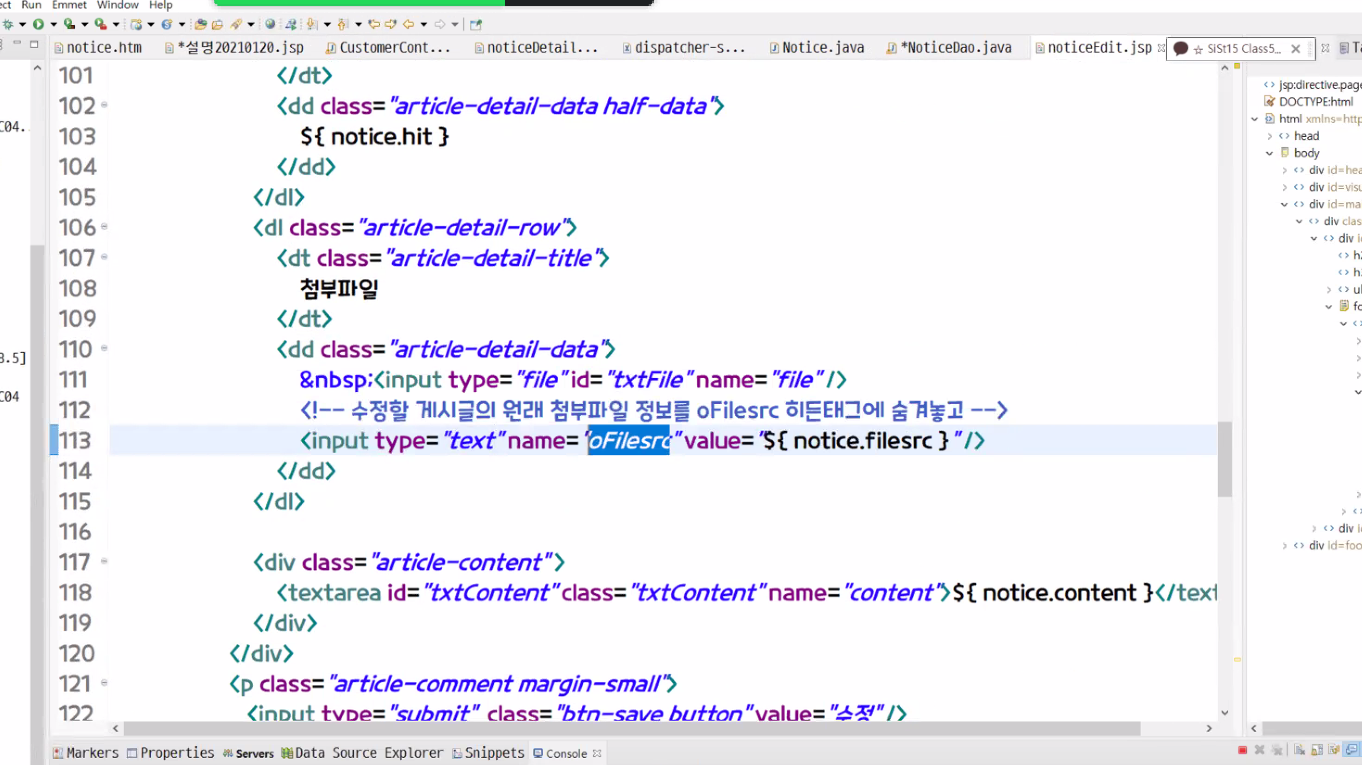 ect Run Emmet Window Help
notice.htm *설명20210120.jsp CustomerCont... noticeDetail... dispatcher-s... Notice.java *NoticeDao.java noticeEdit.jsp SiSt15 Class5... Ta
101 </dt>
102 <dd class="article-detail-data half-data">
103 ${ notice.hit }
104 </dd>
105 </dl>
106 <dl class="article-detail-row">
107 <dt class="article-detail-title">
108 첨부파일
109 </dt>
110 <dd class="article-detail-data">
111 &nbsp;<input type="file" id="txtFile" name="file" />
112 <!-- 수정할 게시글의 원래 첨부파일 정보를 oFilesrc 히든태그에 숨겨놓고 -->
113 <input type="text" name="oFilesrc" value="${ notice.filesrc } " />
114 </dd>
115 </dl>
116
117 <div class="article-content">
118 <textarea id="txtContent" class="txtContent" name="content">${ notice.content }</text
119 </div>
120 </div>
121 <p class="article-comment margin-small">
122 <input type="submit" class="btn-save button" value="수정" />
C04.
3.5]
C04
jsp:directive.page
DOCTYPE:html
html xmlns=http
head
body
div id=hea
div id=visu
div id=ma
div clas
div id
h2
h3
ul
fo
div id
div id=foo
Markers Properties Servers Data Source Explorer Snippets Console